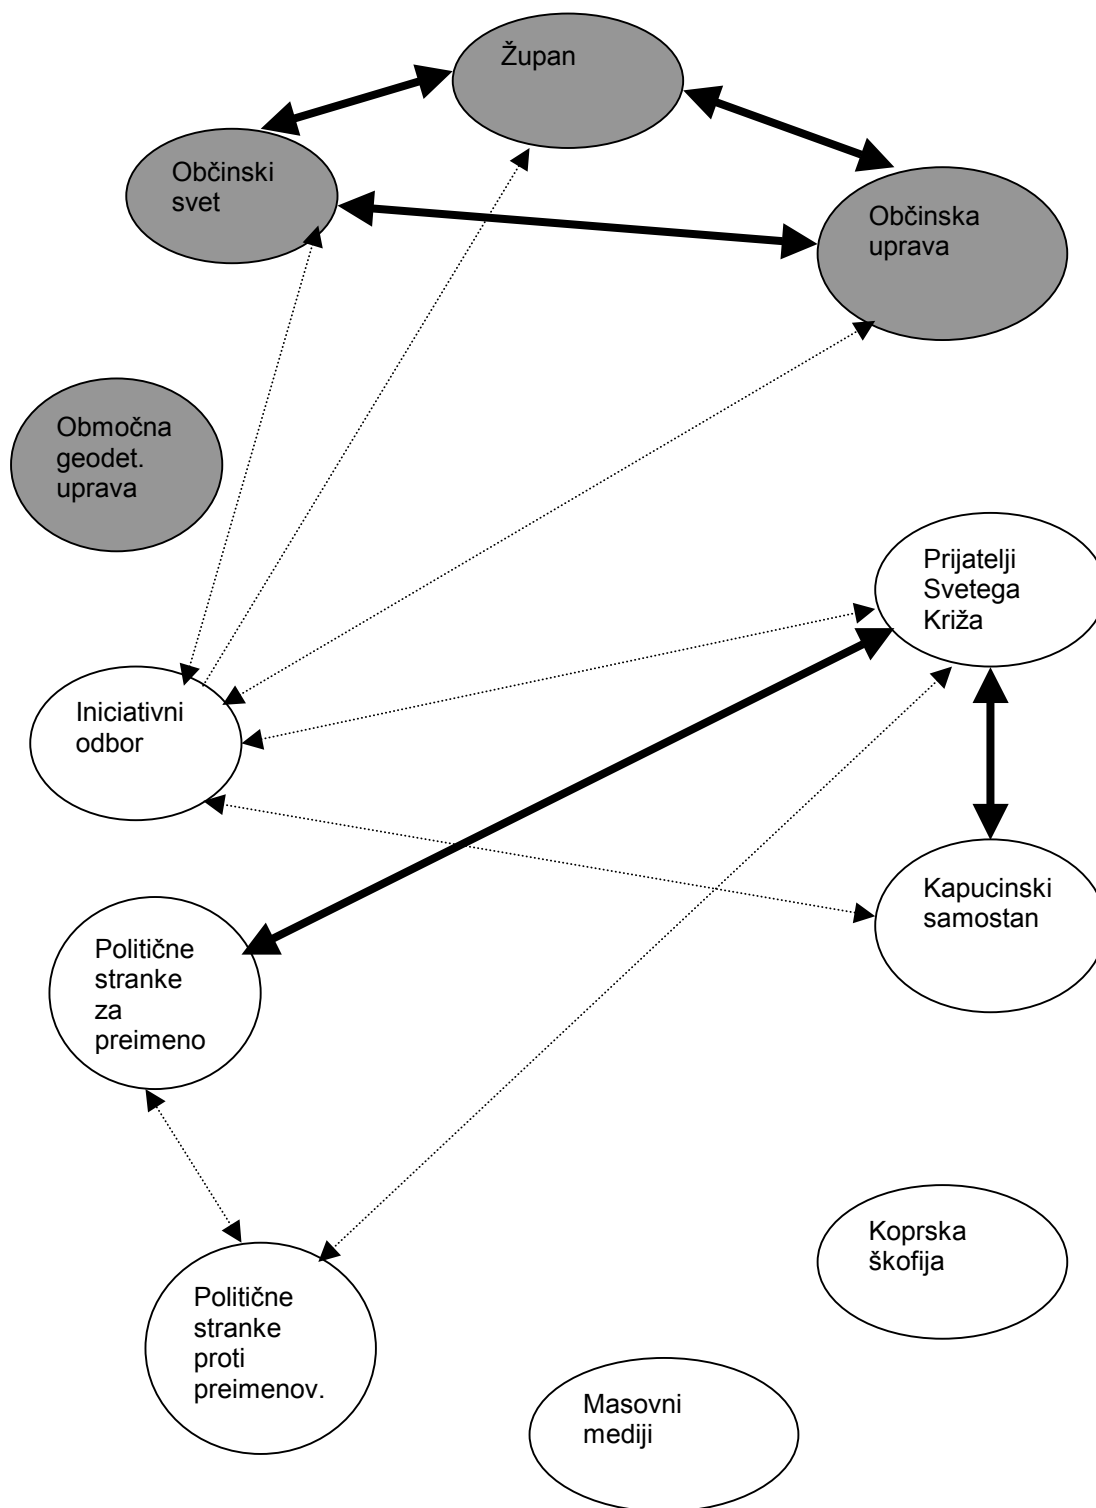 Župan
Občinski
svet
Občinska
uprava
Območna
geodet.
uprava
Prijatelji
Svetega
Križa
Iniciativni
odbor
Kapucinski
samostan
Politične
stranke
za
preimeno
Koprska
škofija
Politične
stranke
proti
preimenov.
Masovni
mediji